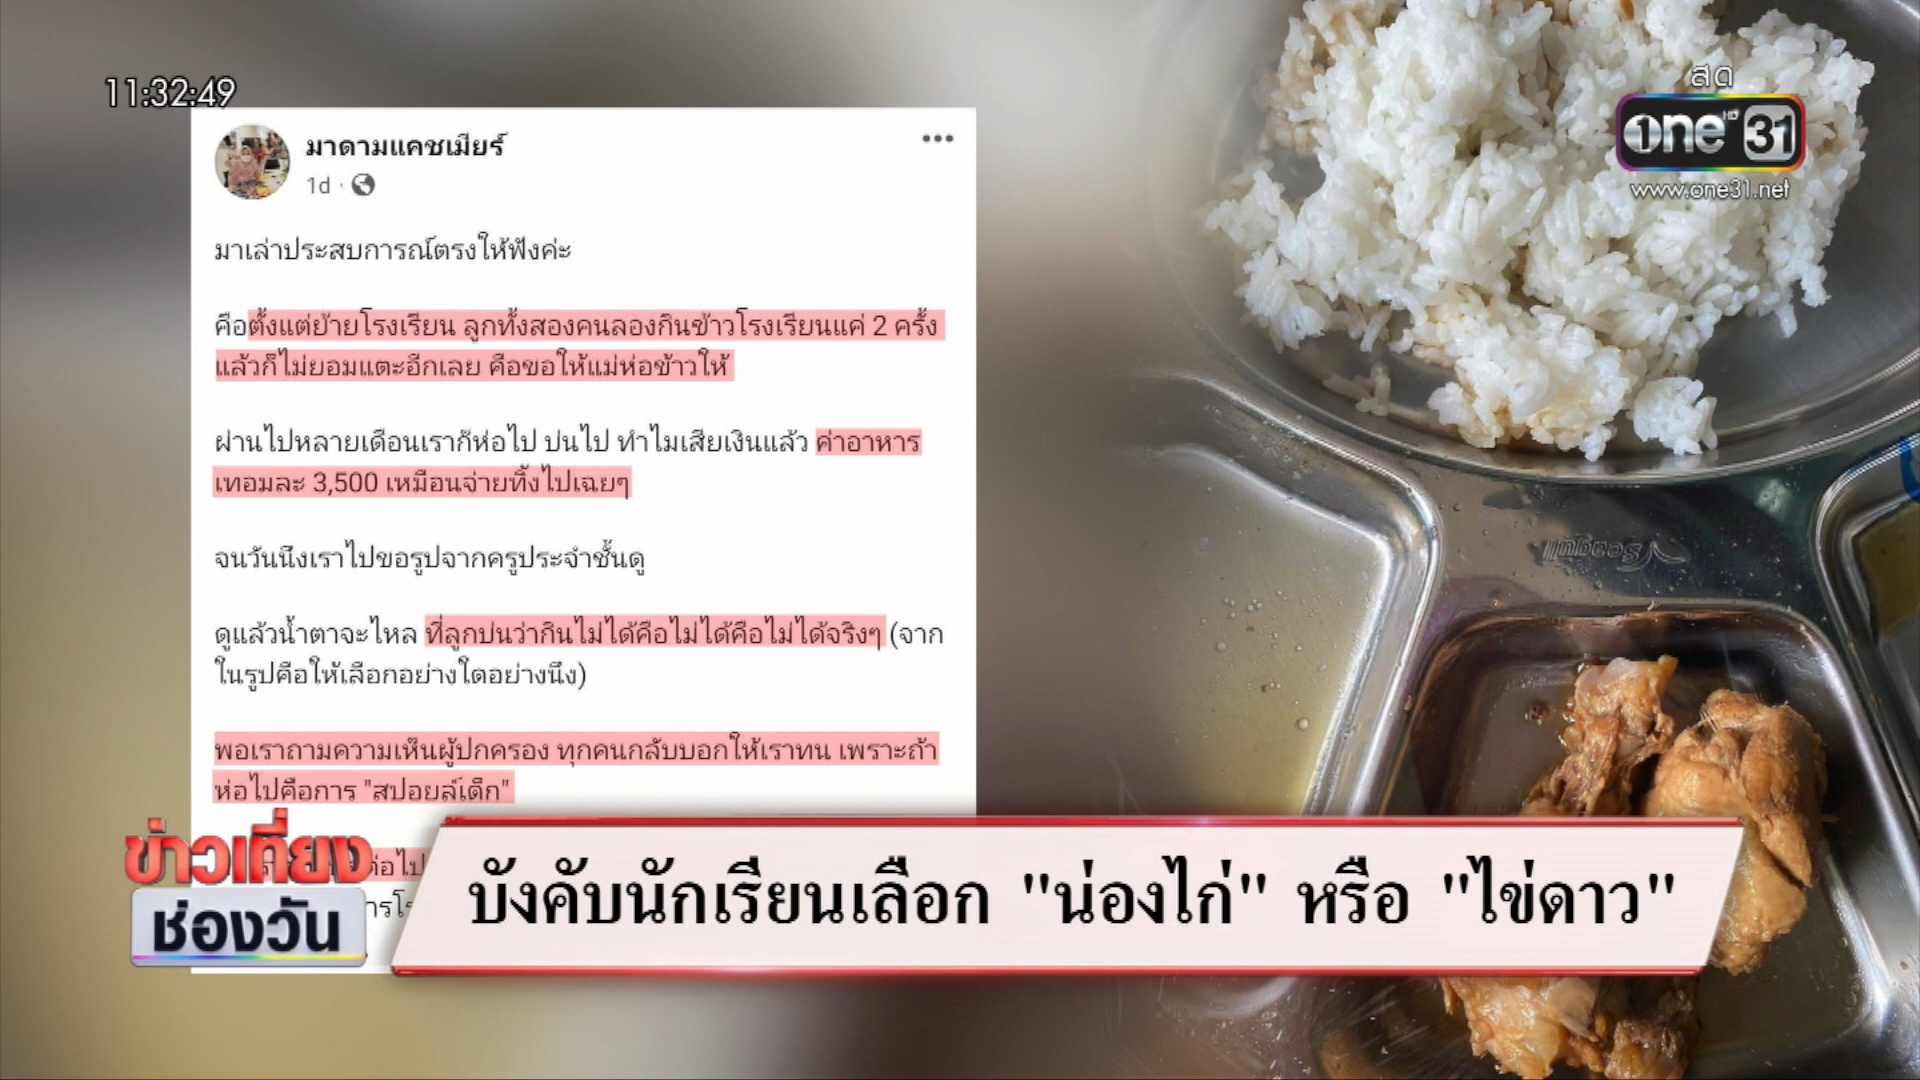 11:32:49
สด
one HD 31
www.one31.net
มาดามแคชเมียร์
1d
มาเล่าประสบการณ์ตรงให้ฟังค่ะ
คือตั้งแต่ย้ายโรงเรียน ลูกทั้งสองคนลองกินข้าวโรงเรียนแค่ 2 ครั้ง
แล้วก็ไม่ยอมแตะอีกเลย คือขอให้แม่ห่อข้าวให้
ผ่านไปหลายเดือนเราก็ห่อไป บ่นไป ทำไมเสียเงินแล้ว ค่าอาหาร
เทอมละ 3,500 เหมือนจ่ายทิ้งไปเฉยๆ
จนวันนึงเราไปขอรูปจากครูประจำชั้นดู
ดูแล้วน้ำตาจะไหล ที่ลูกบ่นว่ากินไม่ได้คือไม่ได้คือไม่ได้จริงๆ (จาก
ในรูปคือให้เลือกอย่างใดอย่างนึง)
พอเราถามความเห็นผู้ปกครอง ทุกคนกลับบอกให้เราทน เพราะถ้า
ห่อไปคือการ "สปอยล์เด็ก"
ต่อไป
Seagull
ข่าวเที่ยง
ช่องวัน
บังคับนักเรียนเลือก "น่องไก่" หรือ "ไข่ดาว"